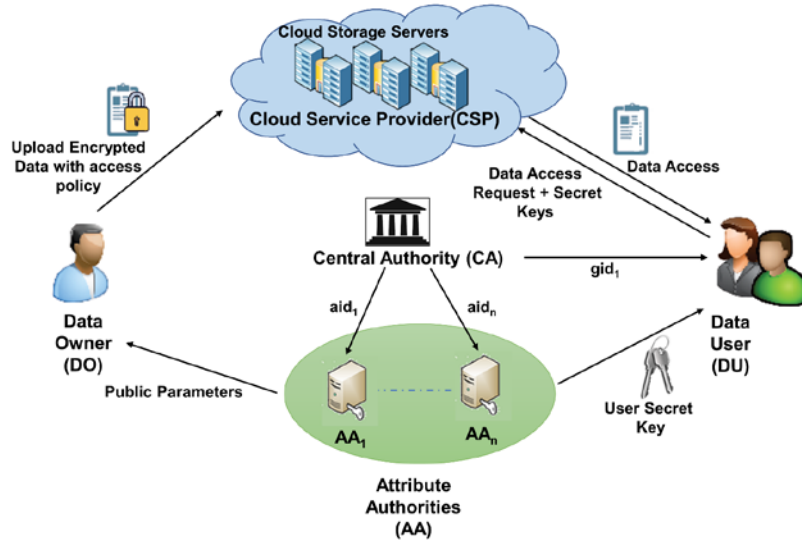 Cloud Storage Servers
Cloud Service Provider(CSP)
Upload Encrypted
Data with access
policy
Data Access
Data Access
Request + Secret
Keys
Central Authority (CA)
gid₁
aid₁
aidₙ
Data
Owner
(DO)
Data
User
(DU)
Public Parameters
AA₁
AAₙ
User Secret
Key
Attribute
Authorities
(AA)